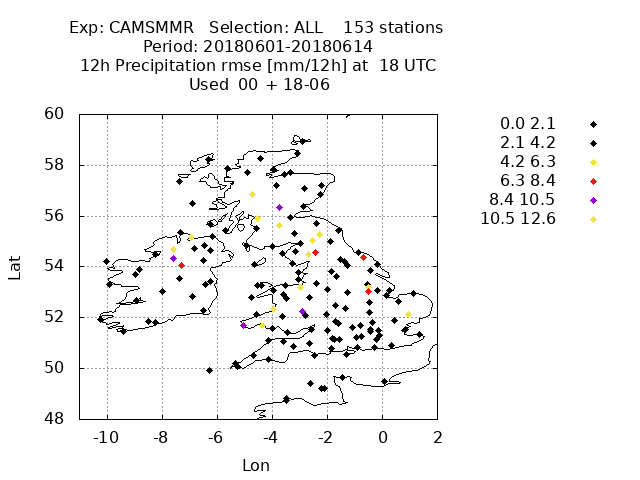 Exp: CAMSMMR   Selection: ALL    153 stations
Period: 20180601-20180614
12h Precipitation rmse [mm/12h] at  18 UTC
Used  00  + 18-06
0.0 2.1
2.1 4.2
4.2 6.3
6.3 8.4
8.4 10.5
10.5 12.6
60
58
56
54
52
50
48
Lat
-10 -8 -6 -4 -2 0 2
Lon